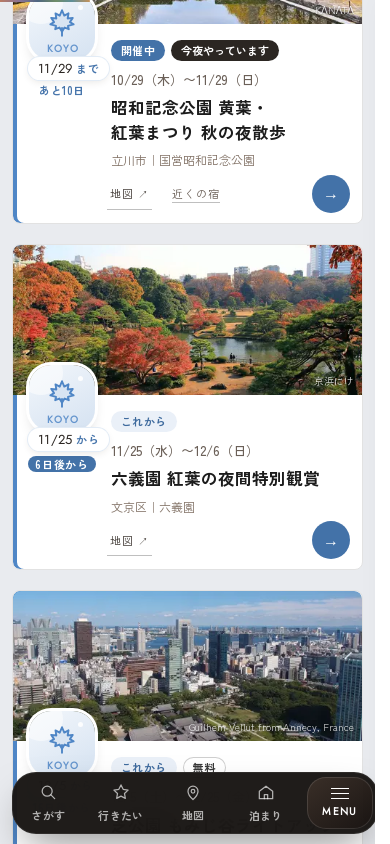 KANATA
KOYO
11/29 まで
あと10日
開催中
今夜やっています
10/29（木）〜11/29（日）
昭和記念公園 黄葉・
紅葉まつり 秋の夜散歩
立川市｜国営昭和記念公園
地図 ↗
近くの宿
→
京浜にけ
KOYO
11/25 から
6日後から
これから
11/25（水）〜12/6（日）
六義園 紅葉の夜間特別観賞
文京区｜六義園
地図 ↗
→
Guilhem Vellut from Annecy, France
KOYO
これから
無料
さがす
行きたい
地図
泊まり
MENU